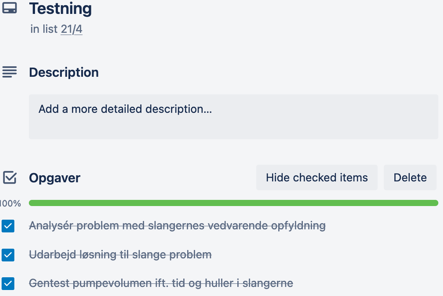 Testning
in list 21/4
Description
Add a more detailed description...
Opgaver
Hide checked items
Delete
100%
Analysér problem med slangernes vedvarende opfyldning
Udarbejd løsning til slange problem
Gentest pumpevolumen ift. tid og huller i slangerne